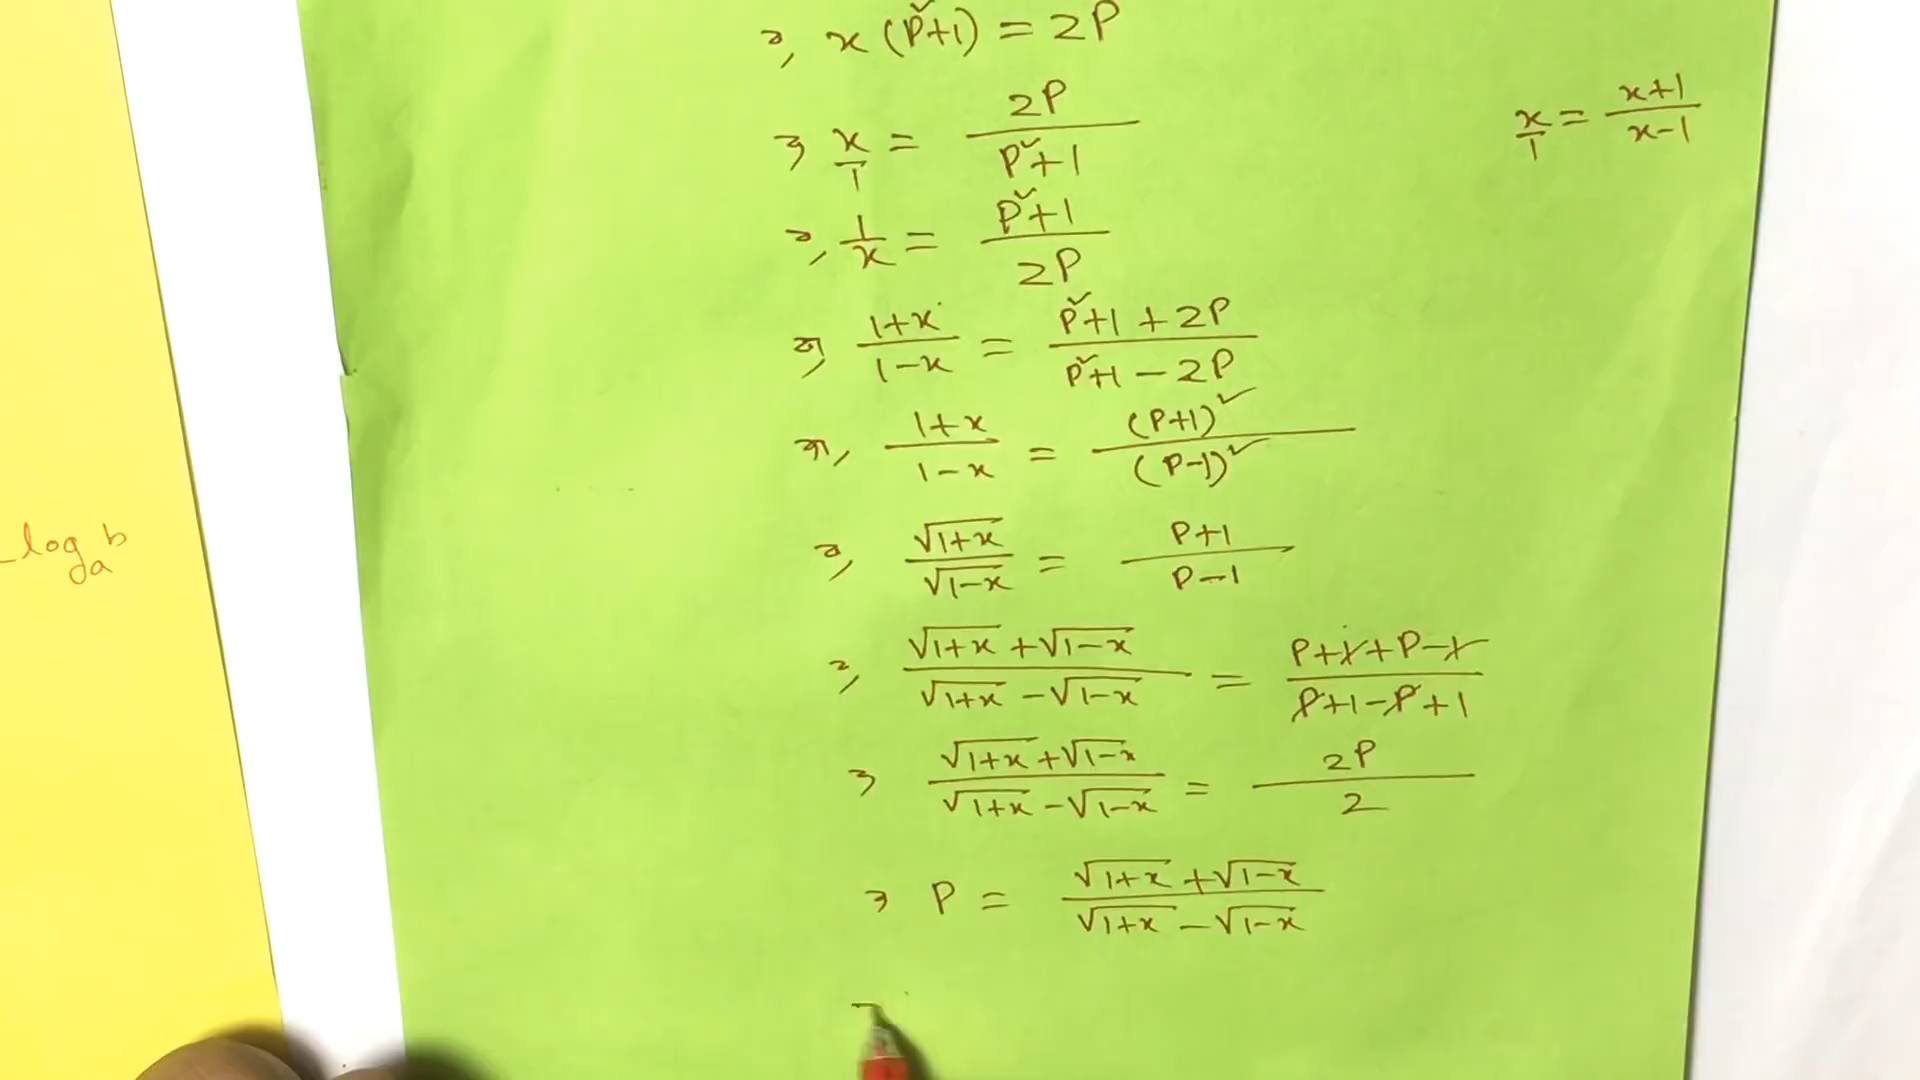 বা, x (p²+1) = 2P
বা x/1 = 2P/(p²+1)
বা, 1/x = (p²+1)/2P
বা, (1+x)/(1-x) = (p²+1+2P)/(p²+1-2P)
বা, (1+x)/(1-x) = (P+1)²/(P-1)²
বা, √(1+x)/√(1-x) = (P+1)/(P-1)
বা, (√(1+x)+√(1-x))/(√(1+x)-√(1-x)) = (P+1+P-1)/(P+1-P+1)
বা (√(1+x)+√(1-x))/(√(1+x)-√(1-x)) = 2P/2
বা P = (√(1+x)+√(1-x))/(√(1+x)-√(1-x))
x/1 = (x+1)/(x-1)
log_a b